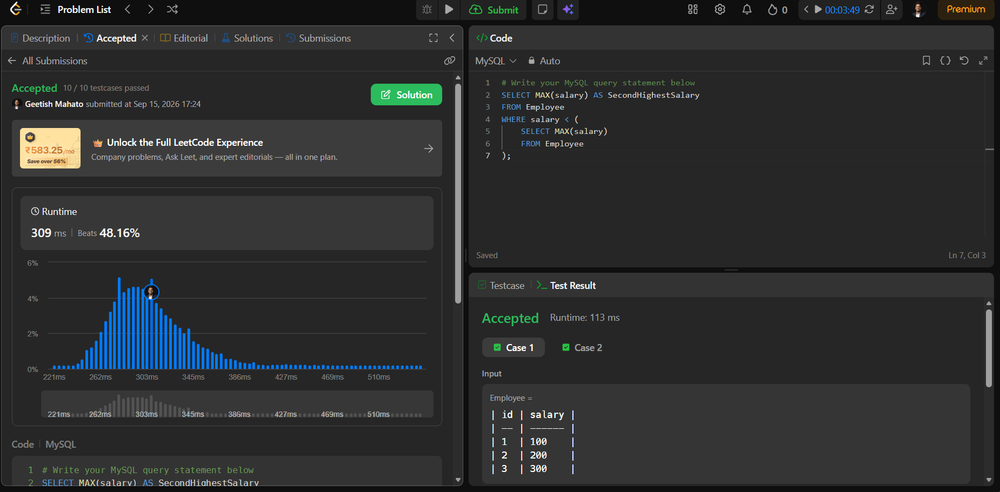 Problem List
Submit
0
00:03:49
Premium
Description
Accepted
Editorial
Solutions
Submissions
All Submissions
Accepted 10 / 10 testcases passed
Geetish Mahato submitted at Sep 15, 2026 17:24
Solution
₹583.25/mo
Save over 56%
Unlock the Full LeetCode Experience
Company problems, Ask Leet, and expert editorials — all in one plan.
Runtime
309 ms | Beats 48.16%
6%
4%
2%
0%
221ms 262ms 303ms 345ms 386ms 427ms 469ms 510ms
221ms 262ms 303ms 345ms 386ms 427ms 469ms 510ms
Code | MySQL
1 # Write your MySQL query statement below
2 SELECT MAX(salary) AS SecondHighestSalary
</> Code
MySQL Auto
1 # Write your MySQL query statement below
2 SELECT MAX(salary) AS SecondHighestSalary
3 FROM Employee
4 WHERE salary < (
5 SELECT MAX(salary)
6 FROM Employee
7 );
Saved
Ln 7, Col 3
Testcase
Test Result
Accepted Runtime: 113 ms
Case 1
Case 2
Input
Employee =
| id | salary |
| -- | ------ |
| 1 | 100 |
| 2 | 200 |
| 3 | 300 |